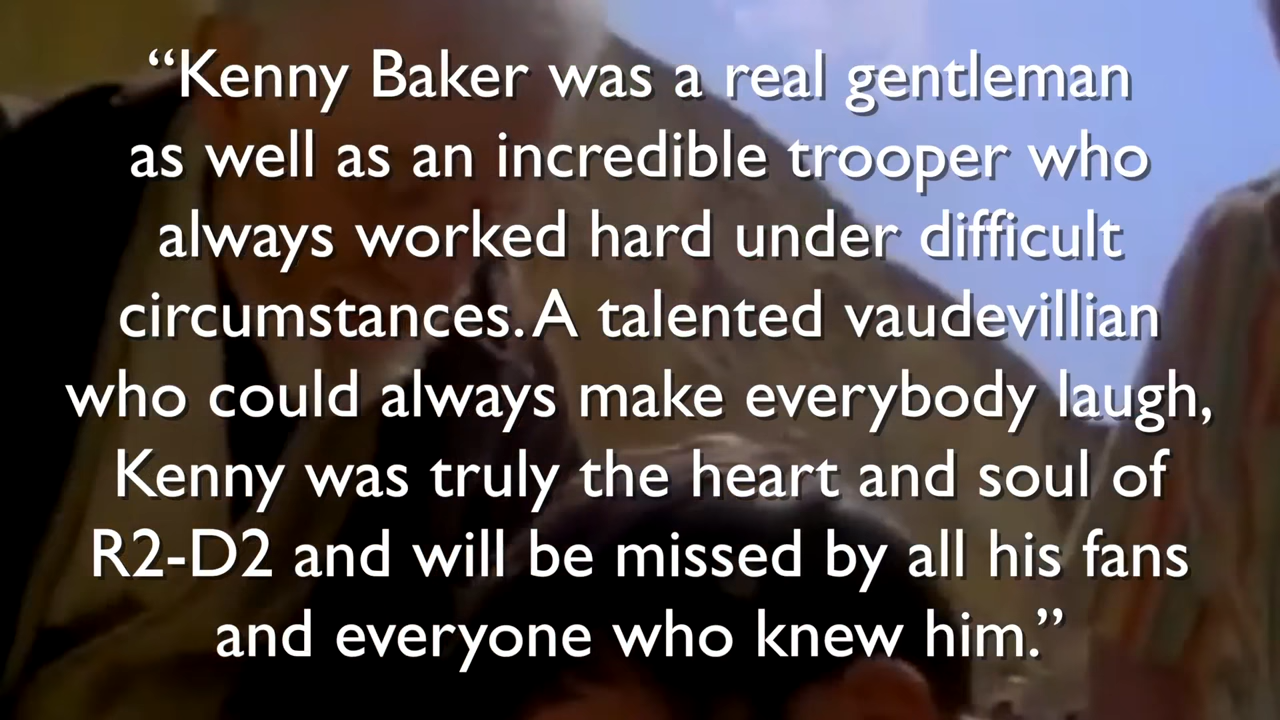 “Kenny Baker was a real gentleman
as well as an incredible trooper who
always worked hard under difficult
circumstances. A talented vaudevillian
who could always make everybody laugh,
Kenny was truly the heart and soul of
R2-D2 and will be missed by all his fans
and everyone who knew him.”